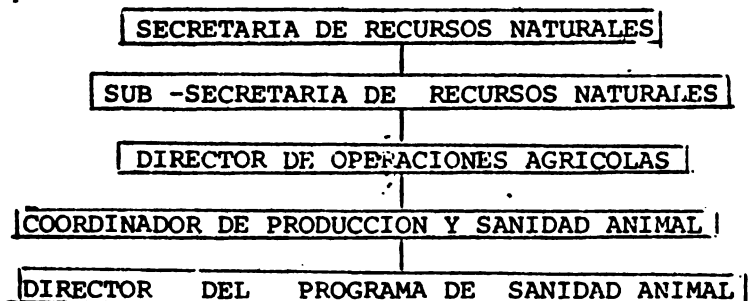 SECRETARIA DE RECURSOS NATURALES
SUB -SECRETARIA DE RECURSOS NATURALES
DIRECTOR DE OPERACIONES AGRICOLAS
COORDINADOR DE PRODUCCION Y SANIDAD ANIMAL
DIRECTOR DEL PROGRAMA DE SANIDAD ANIMAL